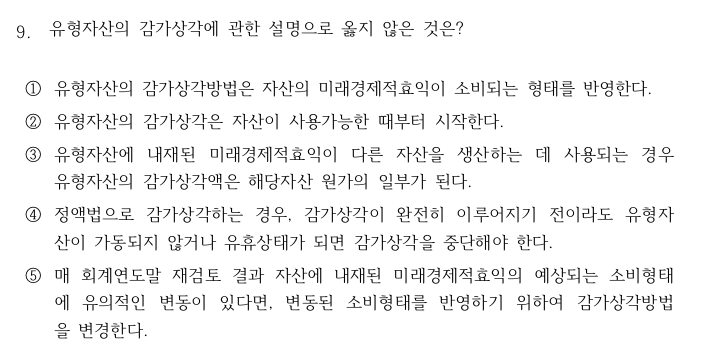 9. 유형자산의 감가상각에 관한 설명으로 옳지 않은 것은?
① 유형자산의 감가상각방법은 자산의 미래경제적효익이 소비되는 형태를 반영한다.
② 유형자산의 감가상각은 자산이 사용가능한 때부터 시작한다.
③ 유형자산에 내재된 미래경제적효익이 다른 자산을 생산하는 데 사용되는 경우
유형자산의 감가상각액은 해당자산 원가의 일부가 된다.
④ 정액법으로 감가상각하는 경우, 감가상각이 완전히 이루어지기 전이라도 유형자
산이 가동되지 않거나 유휴상태가 되면 감가상각을 중단해야 한다.
⑤ 매 회계연도말 재검토 결과 자산에 내재된 미래경제적효익의 예상되는 소비형태
에 유의적인 변동이 있다면, 변동된 소비형태를 반영하기 위하여 감가상각방법
을 변경한다.